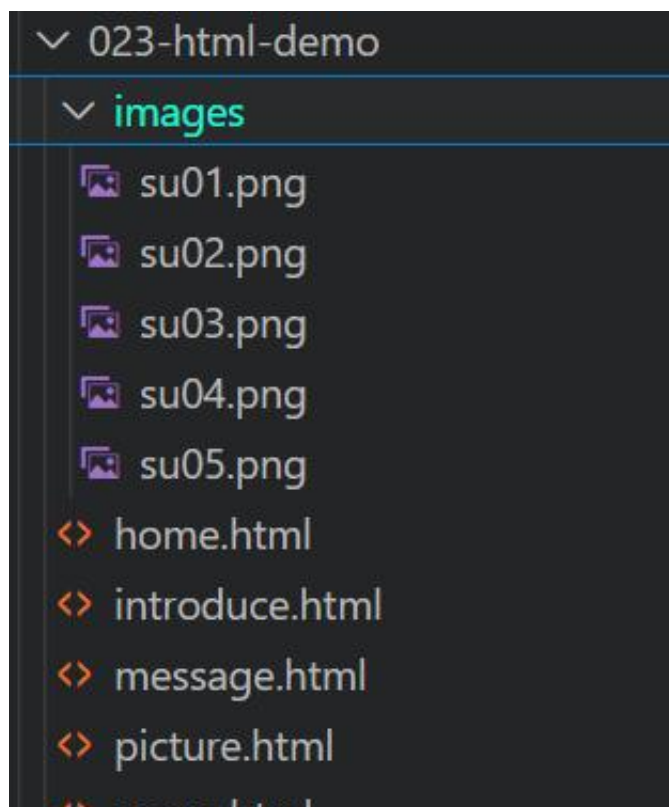 023-html-demo
images
su01.png
su02.png
su03.png
su04.png
su05.png
home.html
introduce.html
message.html
picture.html